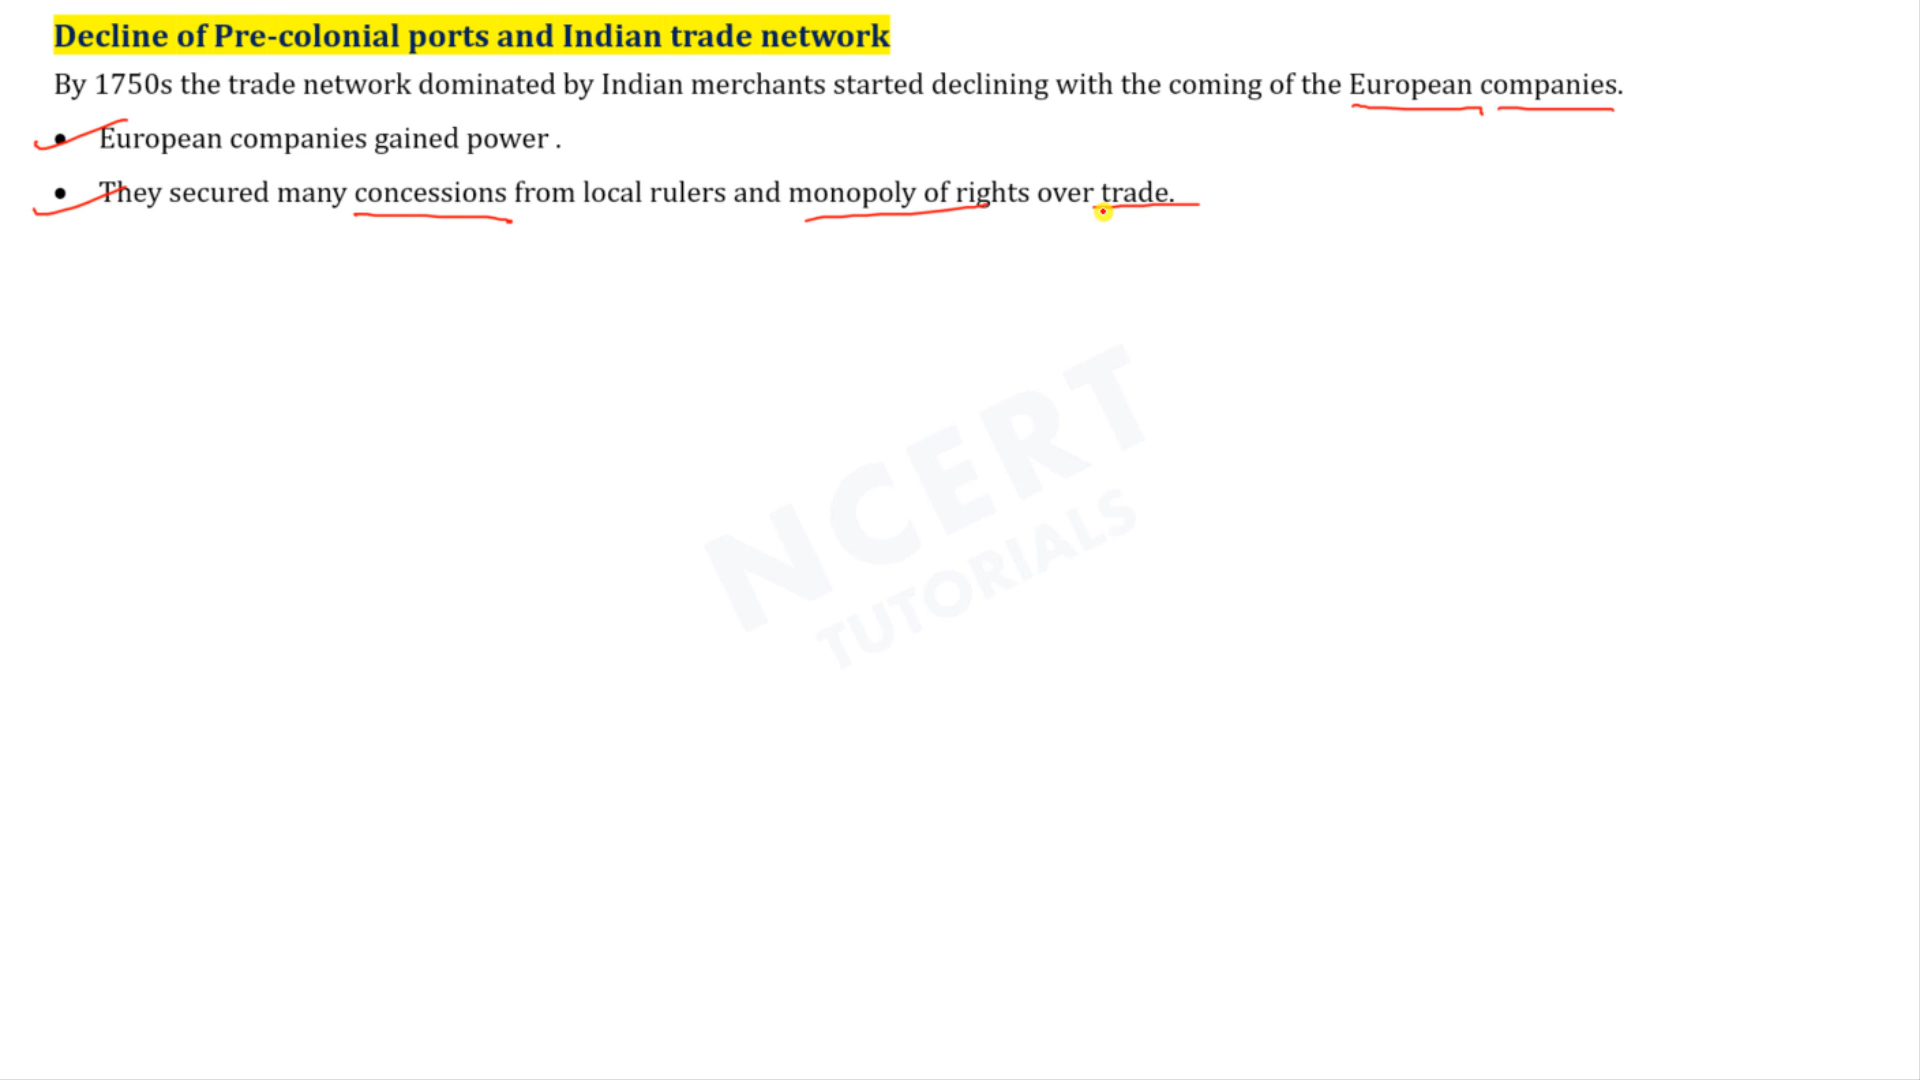 Decline of Pre-colonial ports and Indian trade network
By 1750s the trade network dominated by Indian merchants started declining with the coming of the European companies.
• European companies gained power .
• They secured many concessions from local rulers and monopoly of rights over trade.
NCERT
TUTORIALS